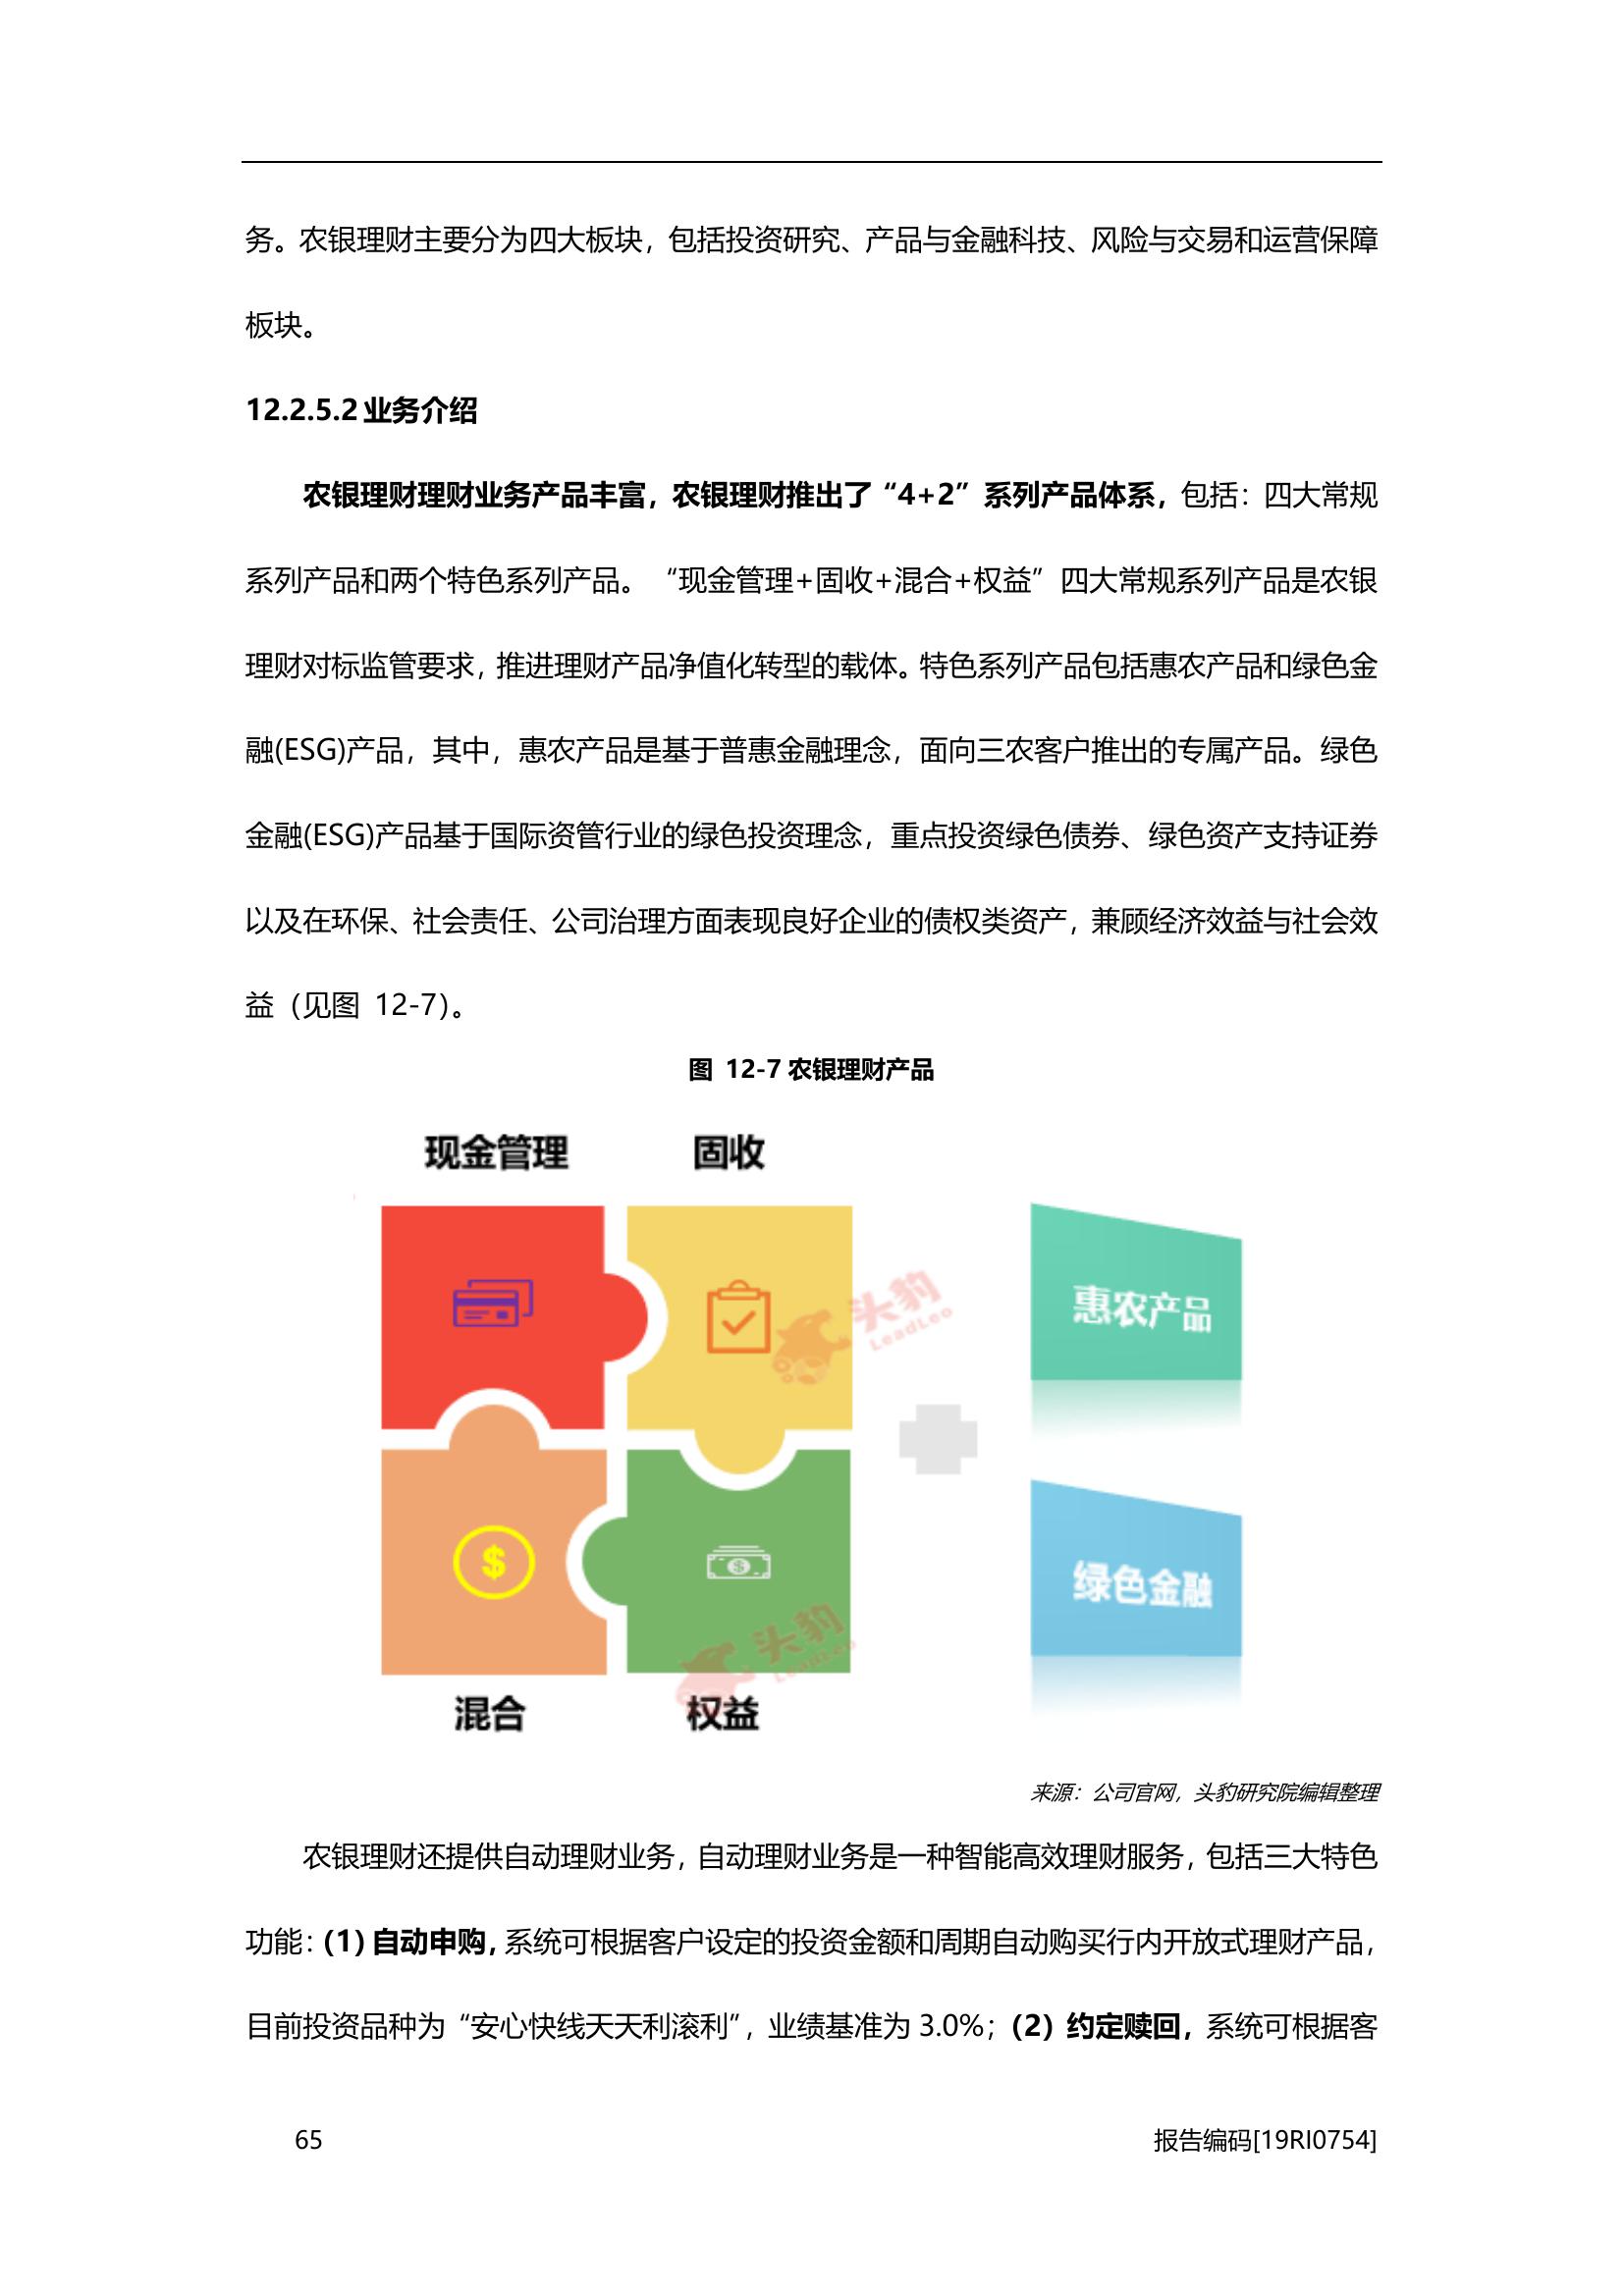 务。农银理财主要分为四大板块，包括投资研究、产品与金融科技、风险与交易和运营保障
板块。
12.2.5.2业务介绍
农银理财理财业务产品丰富，农银理财推出了“4+2”系列产品体系，包括：四大常规
系列产品和两个特色系列产品。“现金管理+固收+混合+权益”四大常规系列产品是农银
理财对标监管要求，推进理财产品净值化转型的载体。特色系列产品包括惠农产品和绿色金
融(ESG)产品，其中，惠农产品是基于普惠金融理念，面向三农客户推出的专属产品。绿色
金融(ESG)产品基于国际资管行业的绿色投资理念，重点投资绿色债券、绿色资产支持证券
以及在环保、社会责任、公司治理方面表现良好企业的债权类资产，兼顾经济效益与社会效
益（见图 12-7）。
图 12-7 农银理财产品
现金管理 固收
惠农产品
头豹
LeadLeo
绿色金融
$
$
头豹
LeadLeo
混合 权益
来源：公司官网，头豹研究院编辑整理
农银理财还提供自动理财业务，自动理财业务是一种智能高效理财服务，包括三大特色
功能：（1）自动申购，系统可根据客户设定的投资金额和周期自动购买行内开放式理财产品，
目前投资品种为“安心快线天天利滚利”，业绩基准为 3.0%；（2）约定赎回，系统可根据客
65 报告编码[19RI0754]